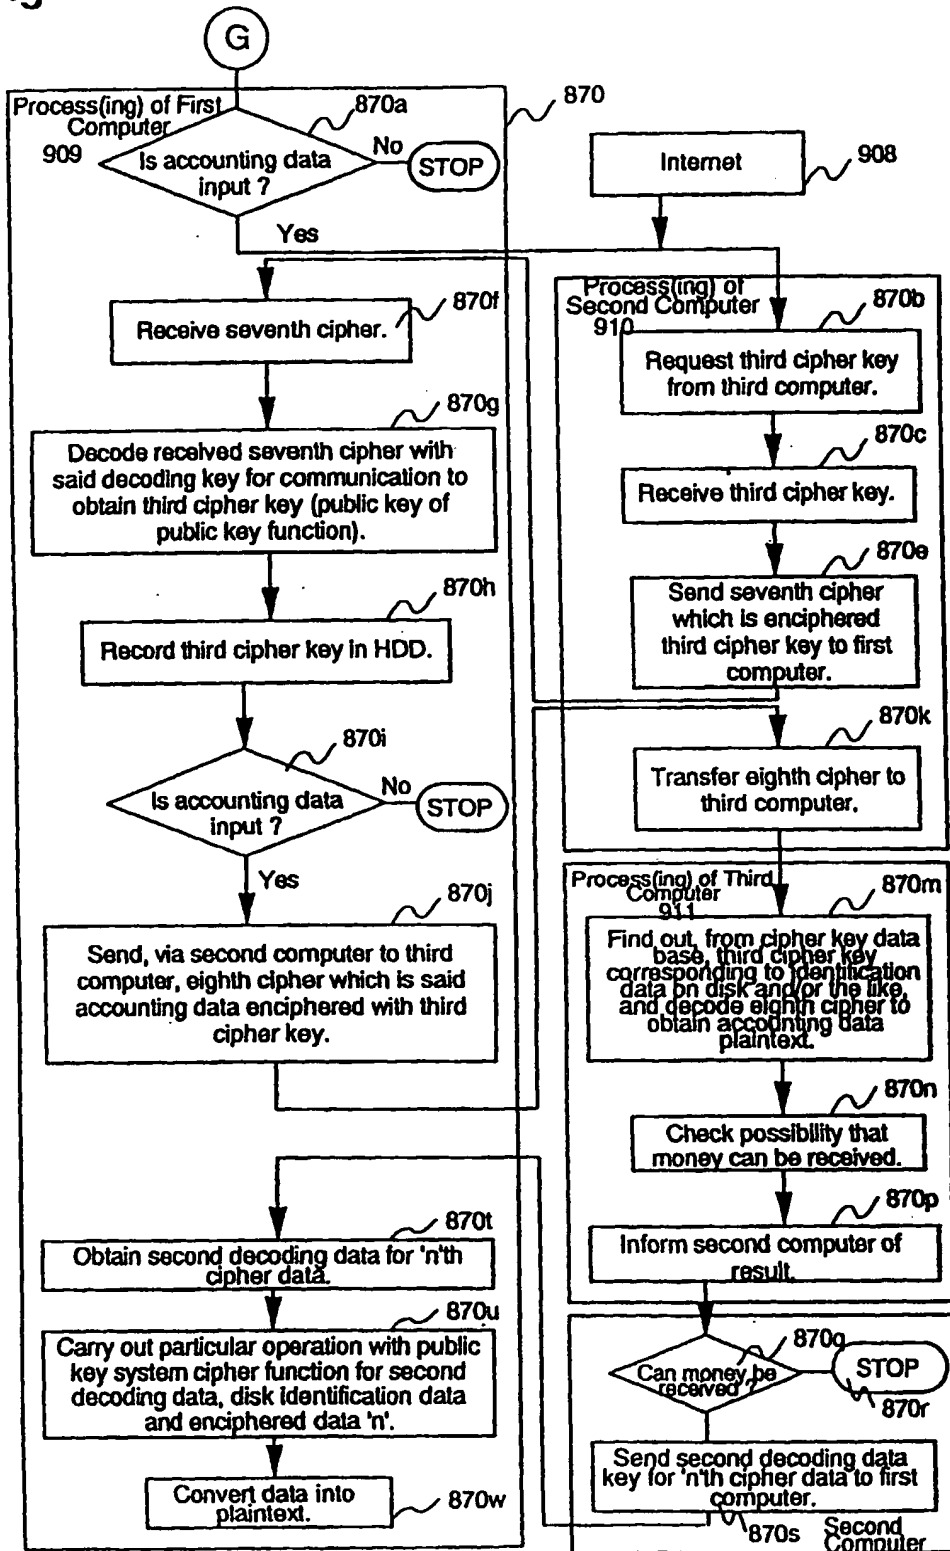 G
870
Process(ing) of First
Computer
909
870a
Is accounting data
input ?
No
STOP
Yes
Internet
908
870f
Receive seventh cipher.
870g
Decode received seventh cipher with
said decoding key for communication to
obtain third cipher key (public key of
public key function).
870h
Record third cipher key in HDD.
870i
Is accounting data
input ?
No
STOP
Yes
870j
Send, via second computer to third
computer, eighth cipher which is said
accounting data enciphered with third
cipher key.
870t
Obtain second decoding data for 'n'th
cipher data.
870u
Carry out particular operation with public
key system cipher function for second
decoding data, disk identification data
and enciphered data 'n'.
Convert data into
plaintext.
870w
Process(ing) of
Second Computer
910
870b
Request third cipher key
from third computer.
870c
Receive third cipher key.
870e
Send seventh cipher
which is enciphered
third cipher key to first
computer.
870k
Transfer eighth cipher to
third computer.
Process(ing) of Third
Computer
911
870m
Find out, from cipher key data
base, third cipher key
corresponding to identification
data on disk and/or the like,
and decode eighth cipher to
obtain accounting data
plaintext.
870n
Check possibility that
money can be received.
870p
Inform second computer of
result.
870q
Can money be
received ?
STOP
870r
Send second decoding data
key for 'n'th cipher data to first
computer.
870s
Second
Computer